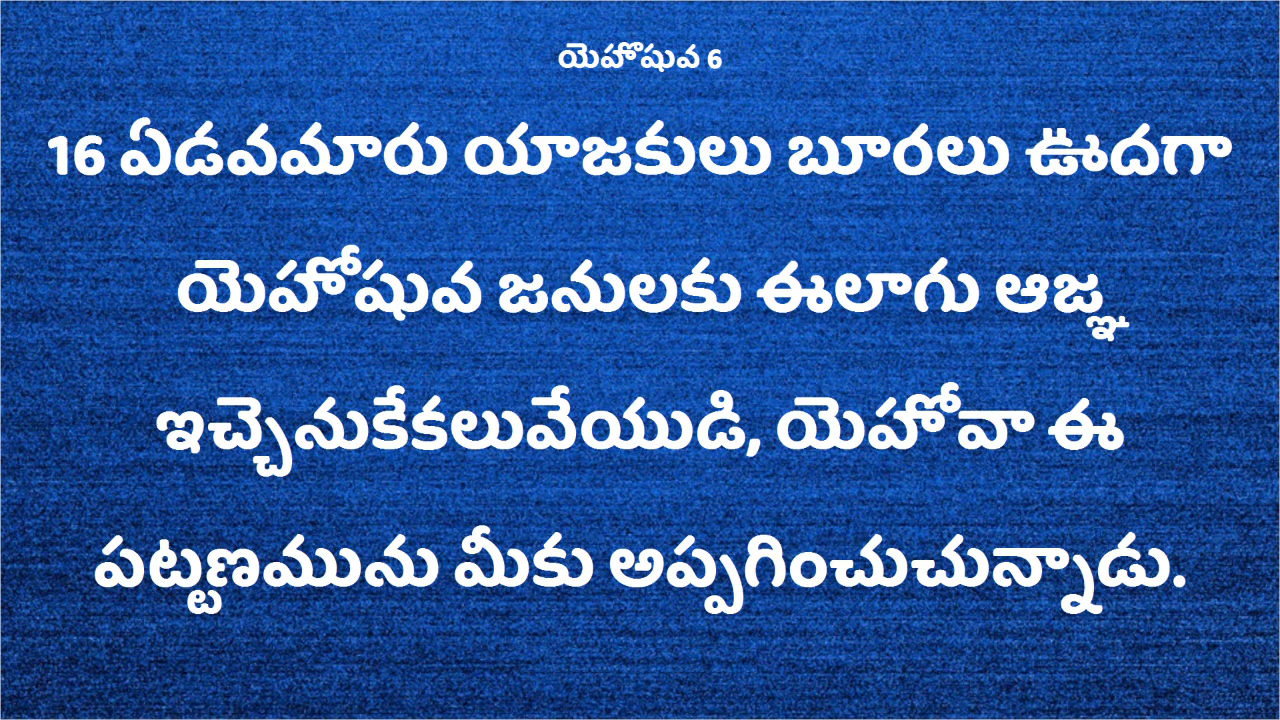 యెహొషువ 6
16 ఏడవమారు యాజకులు బూరలు ఊదగా
యెహోషువ జనులకు ఈలాగు ఆజ్ఞ
ఇచ్చెనుకేకలువేయుడి, యెహోవా ఈ
పట్టణమును మీకు అప్పగించుచున్నాడు.